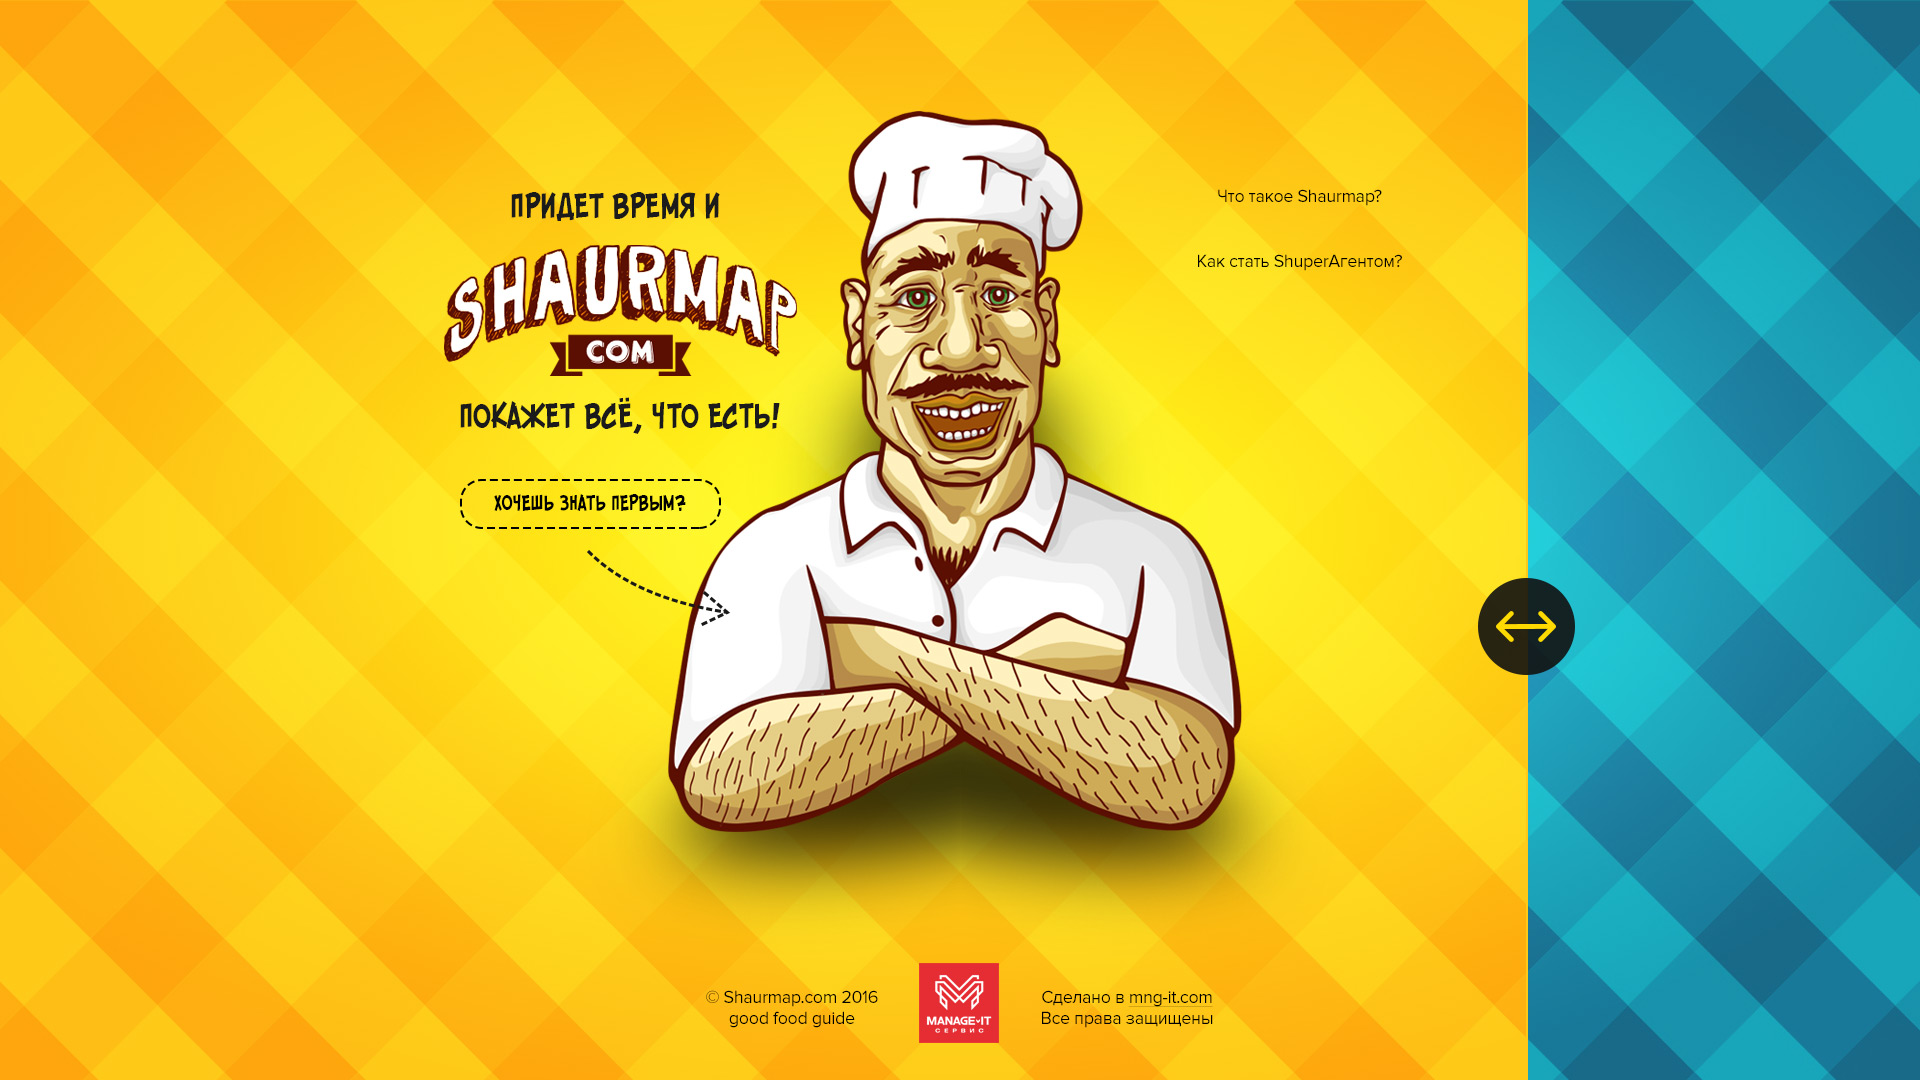 ПРИДЕТ ВРЕМЯ И
SHAURMAP
COM
ПОКАЖЕТ ВСЁ, ЧТО ЕСТЬ!
ХОЧЕШЬ ЗНАТЬ ПЕРВЫМ?
Что такое Shaurmap?
Как стать ShuperАгентом?
© Shaurmap.com 2016
good food guide
MANAGE-IT
СЕРВИС
Сделано в mng-it.com
Все права защищены